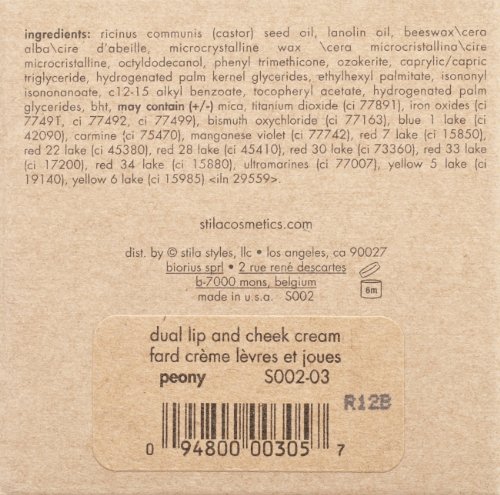 ingredients: ricinus communis (castor) seed oil, lanolin oil, beeswax\cera
alba\cire d'abeille, microcrystalline wax \cera microcristallina\cire
microcristalline, octyldodecanol, phenyl trimethicone, ozokerite, caprylic/capric
triglyceride, hydrogenated palm kernel glycerides, ethylhexyl palmitate, isononyl
isononanoate, c12-15 alkyl benzoate, tocopheryl acetate, hydrogenated palm
glycerides, bht, may contain (+/-) mica, titanium dioxide (ci 77891), iron oxides (ci
77491, ci 77492, ci 77499), bismuth oxychloride (ci 77163), blue 1 lake (ci
42090), carmine (ci 75470), manganese violet (ci 77742), red 7 lake (ci 15850),
red 22 lake (ci 45380), red 28 lake (ci 45410), red 30 lake (ci 73360), red 33 lake
(ci 17200), red 34 lake (ci 15880), ultramarines (ci 77007), yellow 5 lake (ci
19140), yellow 6 lake (ci 15985) <iln 29559>.
stilacosmetics.com
dist. by © stila styles, llc • los angeles, ca 90027
biorius sprl • 2 rue rené descartes
b-7000 mons, belgium
made in u.s.a. S002
6m
dual lip and cheek cream
fard crème lèvres et joues
peony S002-03
R12B
0 94800 00305 7